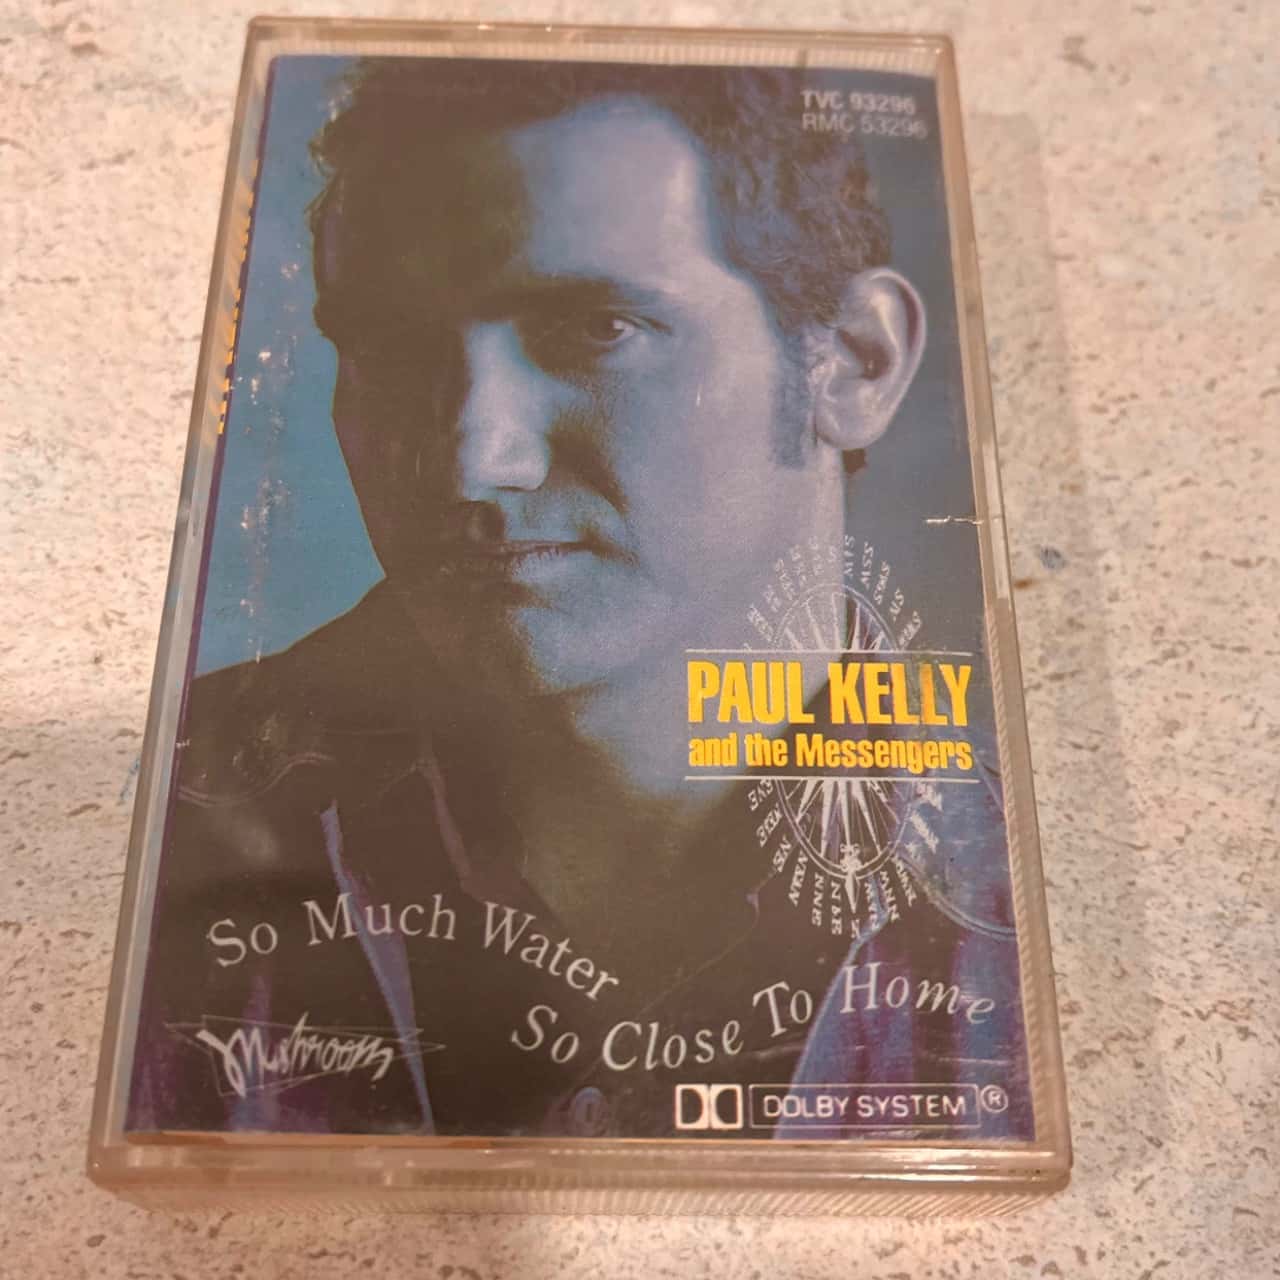 TVC 93296
RMC 53296
PAUL KELLY
and the Messengers
So Much Water
So Close To Home
Mushroom
DOLBY SYSTEM®